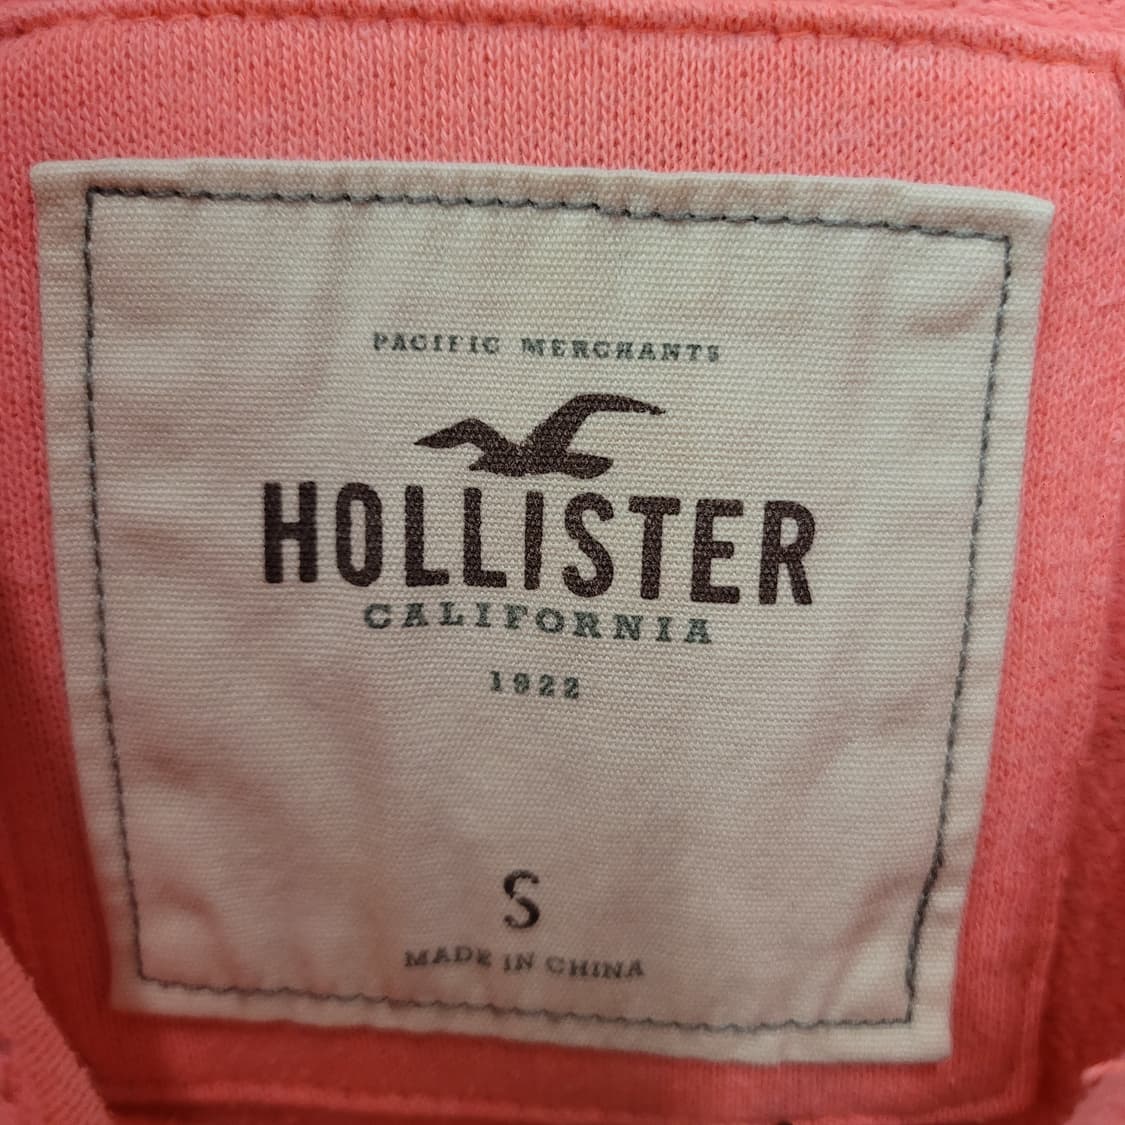 PACIFIC MERCHANTS
HOLLISTER
CALIFORNIA
1922
S
MADE IN CHINA